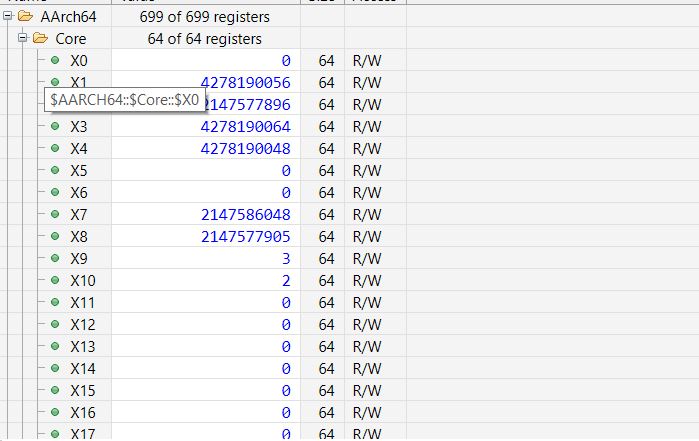 AArch64 699 of 699 registers
Core 64 of 64 registers
X0 0 64 R/W
X1 4278190056 64 R/W
$AARCH64::$Core::$X0 2147577896 64 R/W
X3 4278190064 64 R/W
X4 4278190048 64 R/W
X5 0 64 R/W
X6 0 64 R/W
X7 2147586048 64 R/W
X8 2147577905 64 R/W
X9 3 64 R/W
X10 2 64 R/W
X11 0 64 R/W
X12 0 64 R/W
X13 0 64 R/W
X14 0 64 R/W
X15 0 64 R/W
X16 0 64 R/W
X17 0 64 R/W